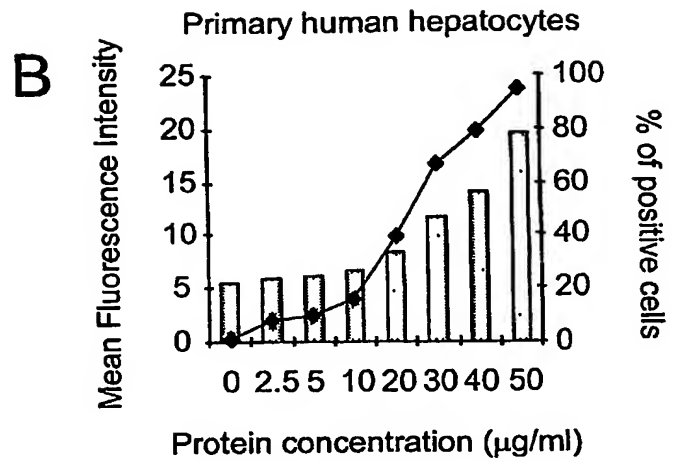 Primary human hepatocytes
B
Mean Fluorescence Intensity
25
20
15
10
5
0
100
80
60
40
20
0
% of positive cells
0 2.5 5 10 20 30 40 50
Protein concentration (μg/ml)